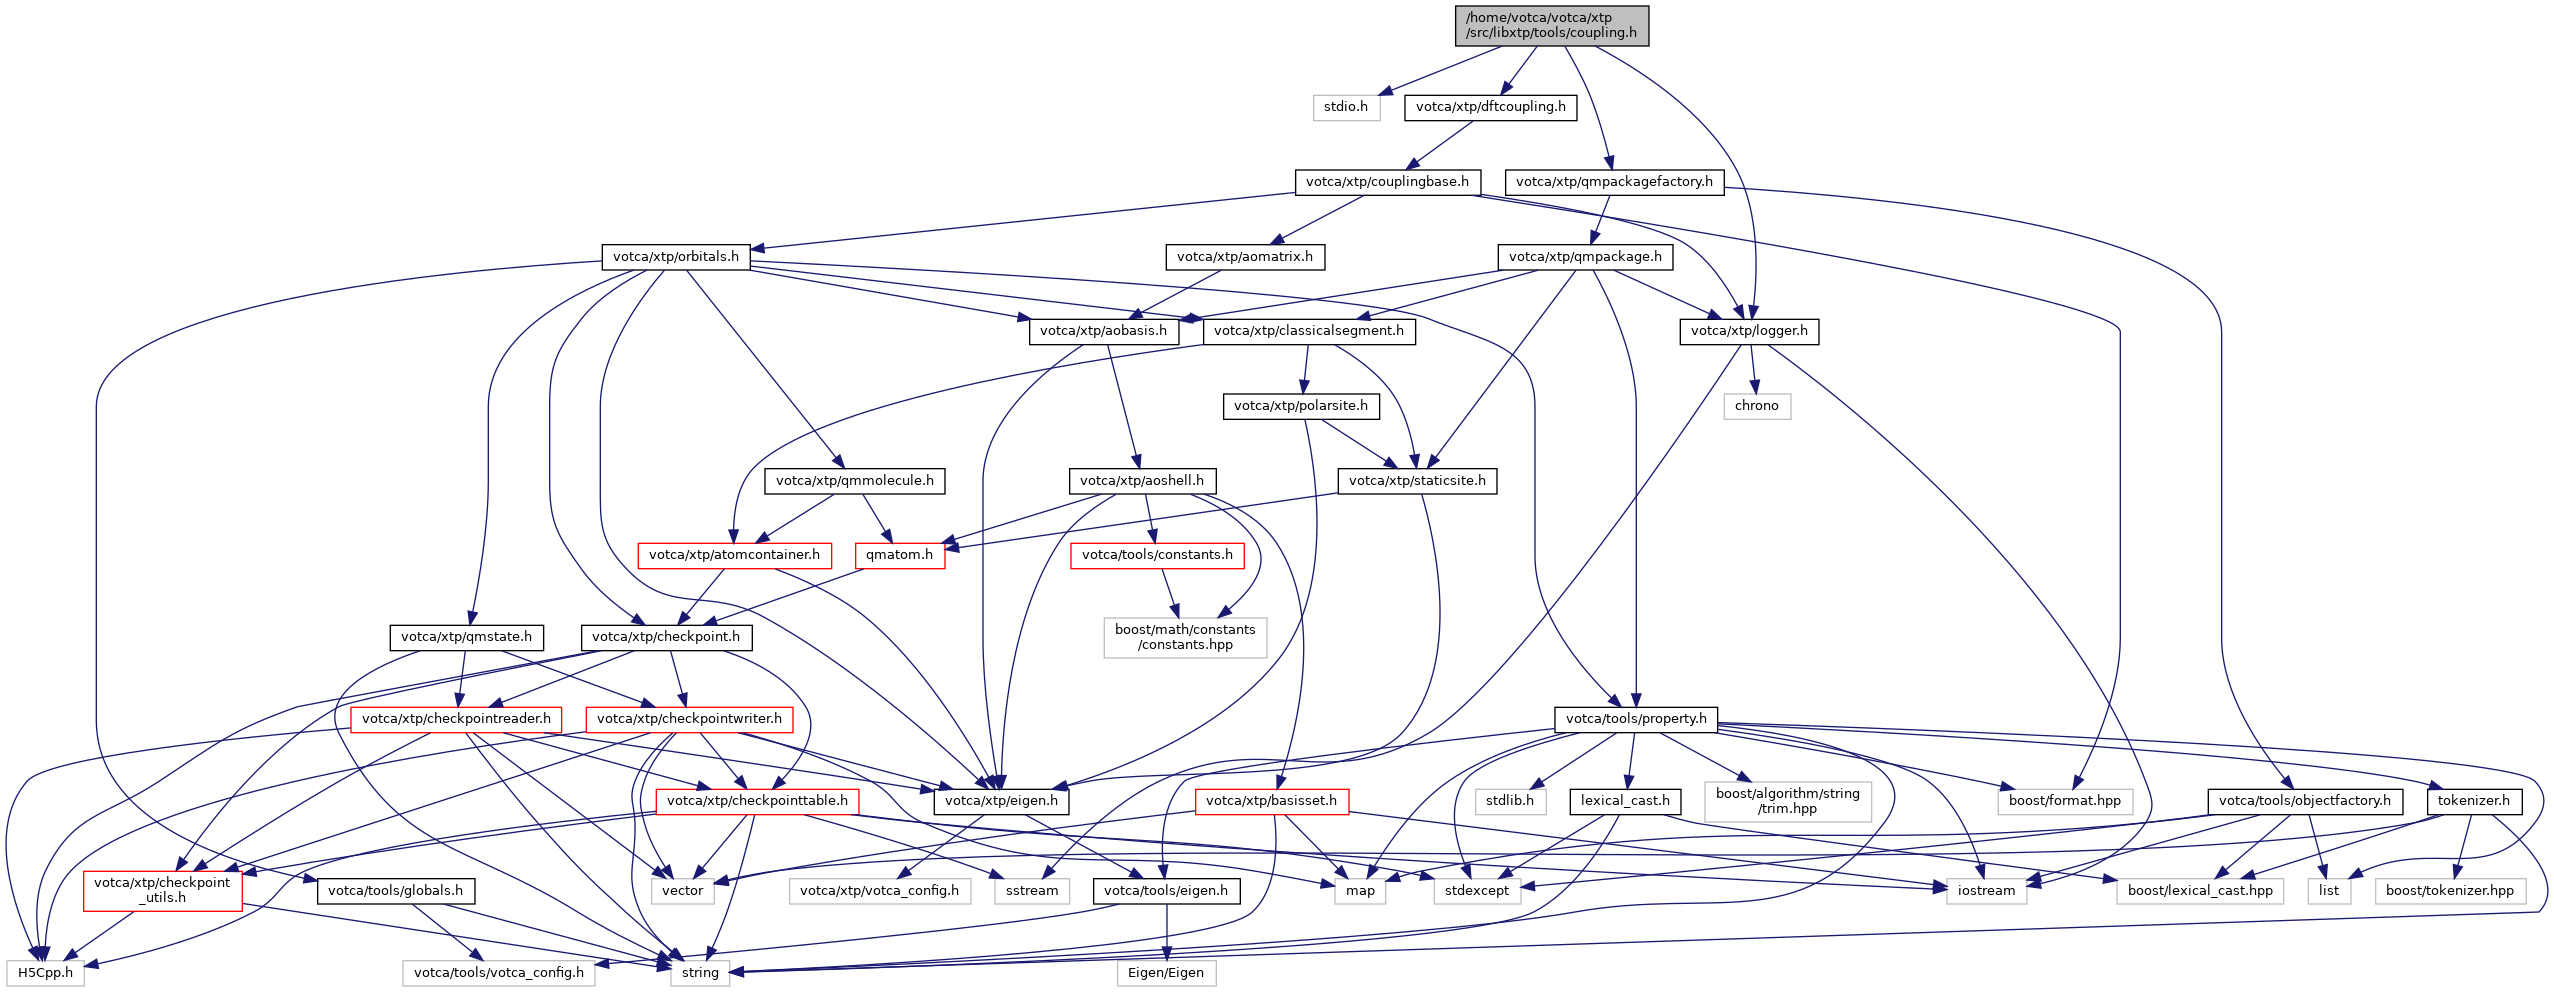 /home/votca/votca/xtp
/src/libxtp/tools/coupling.h
stdio.h
votca/xtp/dftcoupling.h
votca/xtp/couplingbase.h
votca/xtp/qmpackagefactory.h
votca/xtp/orbitals.h
votca/xtp/aomatrix.h
votca/xtp/qmpackage.h
votca/xtp/aobasis.h
votca/xtp/classicalsegment.h
votca/xtp/logger.h
votca/xtp/polarsite.h
chrono
votca/xtp/qmmolecule.h
votca/xtp/aoshell.h
votca/xtp/staticsite.h
votca/xtp/atomcontainer.h
qmatom.h
votca/tools/constants.h
votca/xtp/qmstate.h
votca/xtp/checkpoint.h
boost/math/constants
/constants.hpp
votca/xtp/checkpointreader.h
votca/xtp/checkpointwriter.h
votca/tools/property.h
votca/xtp/checkpointtable.h
votca/xtp/eigen.h
votca/xtp/basisset.h
stdlib.h
lexical_cast.h
boost/algorithm/string
/trim.hpp
boost/format.hpp
votca/tools/objectfactory.h
tokenizer.h
votca/xtp/checkpoint
_utils.h
votca/tools/globals.h
vector
votca/xtp/votca_config.h
sstream
votca/tools/eigen.h
map
stdexcept
iostream
boost/lexical_cast.hpp
list
boost/tokenizer.hpp
H5Cpp.h
votca/tools/votca_config.h
string
Eigen/Eigen